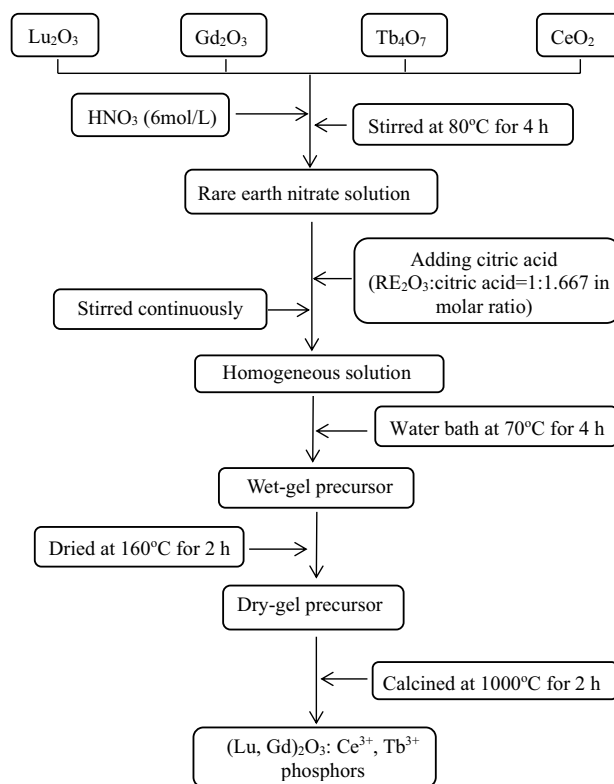 Lu₂O₃
Gd₂O₃
Tb₄O₇
CeO₂
HNO₃ (6mol/L)
Stirred at 80°C for 4 h
Rare earth nitrate solution
Adding citric acid
(RE₂O₃:citric acid=1:1.667 in
molar ratio)
Stirred continuously
Homogeneous solution
Water bath at 70°C for 4 h
Wet-gel precursor
Dried at 160°C for 2 h
Dry-gel precursor
Calcined at 1000°C for 2 h
(Lu, Gd)₂O₃: Ce³⁺, Tb³⁺
phosphors